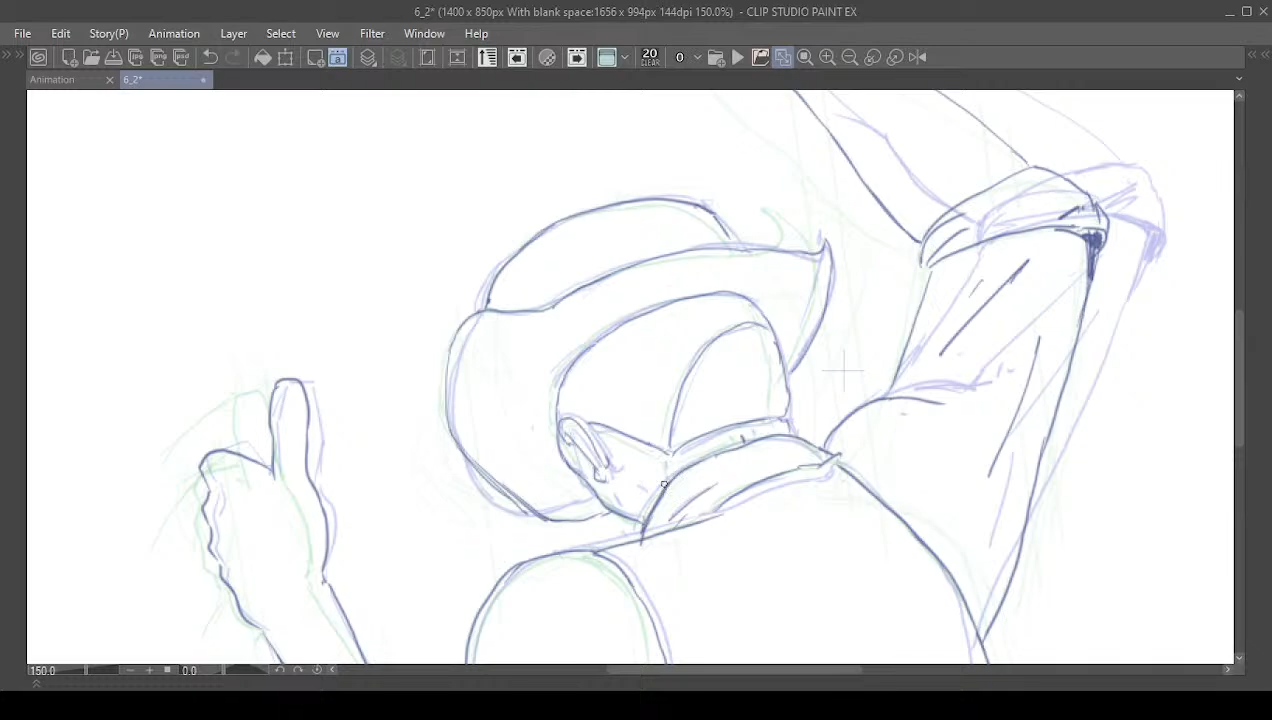 6_2* (1400 x 850px With blank space:1656 x 994px 144dpi 150.0%) - CLIP STUDIO PAINT EX
File Edit Story(P) Animation Layer Select View Filter Window Help
20 CLEAR 0
Animation 6_2*
150.0 0.0